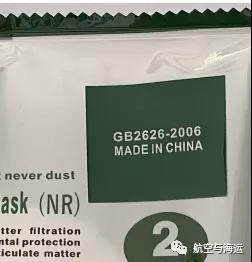 GB2626-2006
MADE IN CHINA
never dust
ask (NR)
tter filtration
ntal protection
ticulate matter
2
航空与海运